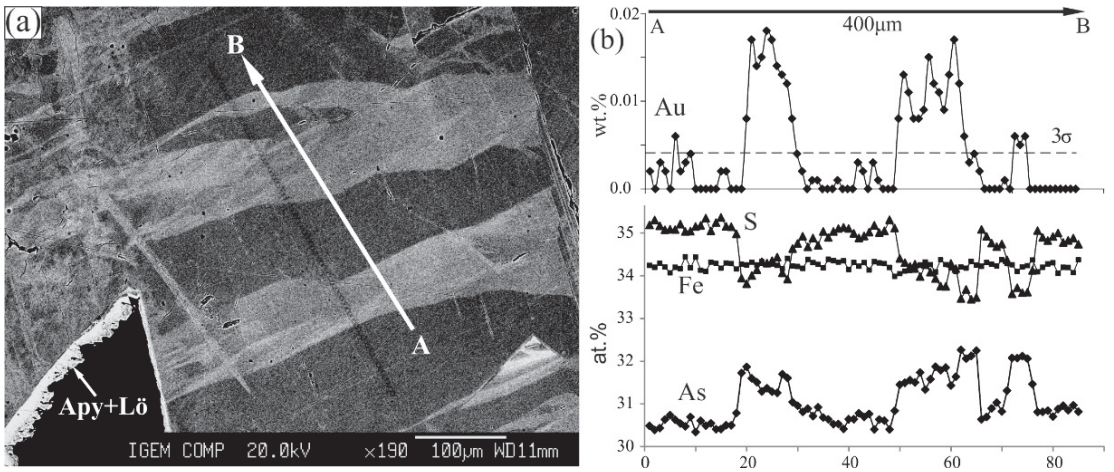 (a)
B
A
Apy+Lö
IGEM COMP 20.0kV ×190 100µm WD11mm
(b)
A 400µm B
0.02
0.01
0.0
wt.%
Au
3σ
35
34
33
32
31
30
at.%
S
Fe
As
0 20 40 60 80